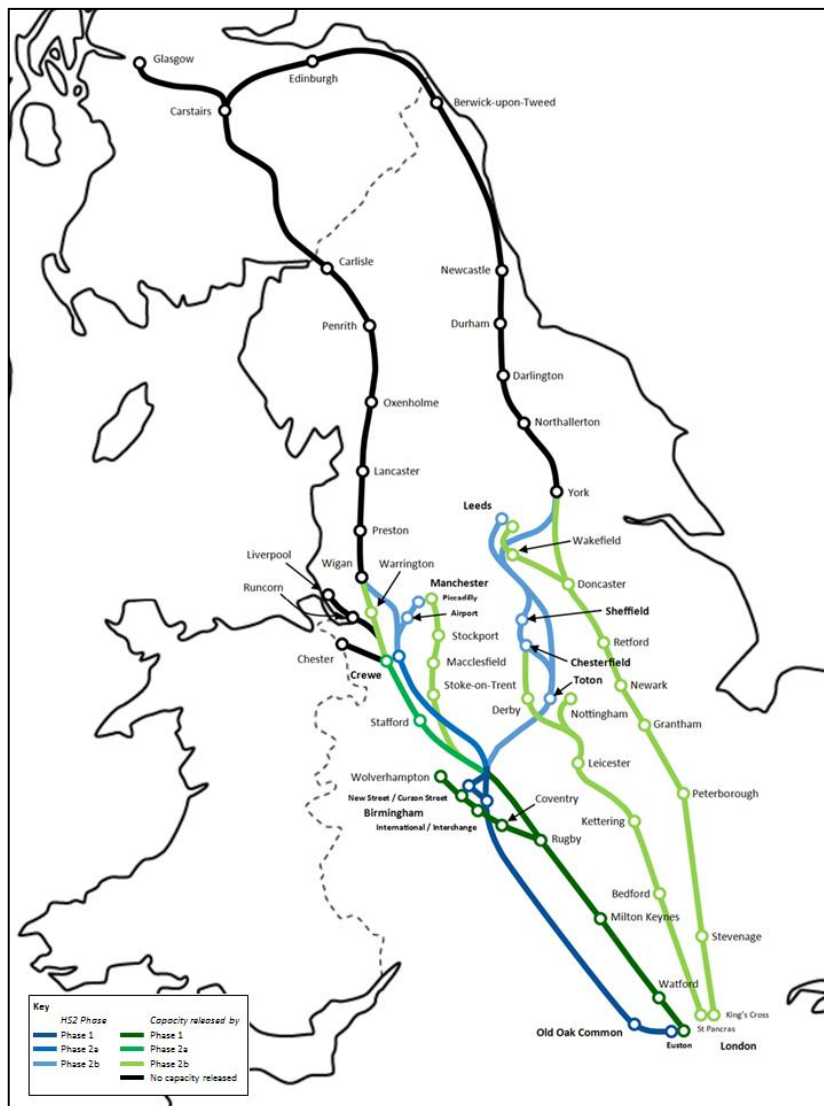 Glasgow
Edinburgh
Carstairs
Berwick-upon-Tweed
Carlisle
Newcastle
Penrith
Durham
Darlington
Oxenholme
Northallerton
Lancaster
York
Leeds
Preston
Wakefield
Liverpool
Wigan
Warrington
Doncaster
Manchester
Piccadilly
Runcorn
Airport
Sheffield
Stockport
Retford
Chester
Macclesfield
Chesterfield
Crewe
Toton
Stoke-on-Trent
Newark
Derby
Nottingham
Stafford
Grantham
Leicester
Wolverhampton
Coventry
Peterborough
New Street / Curzon Street
Birmingham
Kettering
International / Interchange
Rugby
Bedford
Milton Keynes
Stevenage
Watford
King's Cross
St Pancras
Old Oak Common
Euston
London
Key
HS2 Phase
Capacity released by
Phase 1
Phase 1
Phase 2a
Phase 2a
Phase 2b
Phase 2b
No capacity released